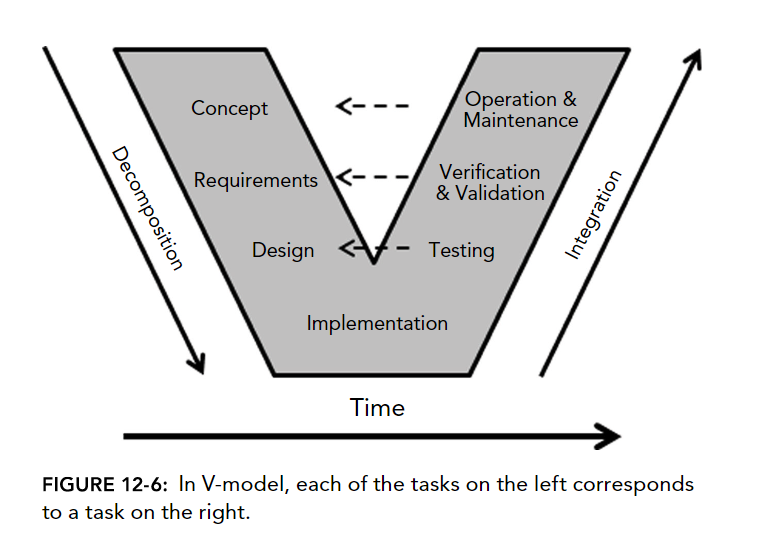 Concept
Operation &
Maintenance
Decomposition
Requirements
Verification
& Validation
Integration
Design
Testing
Implementation
Time
FIGURE 12-6: In V-model, each of the tasks on the left corresponds
to a task on the right.